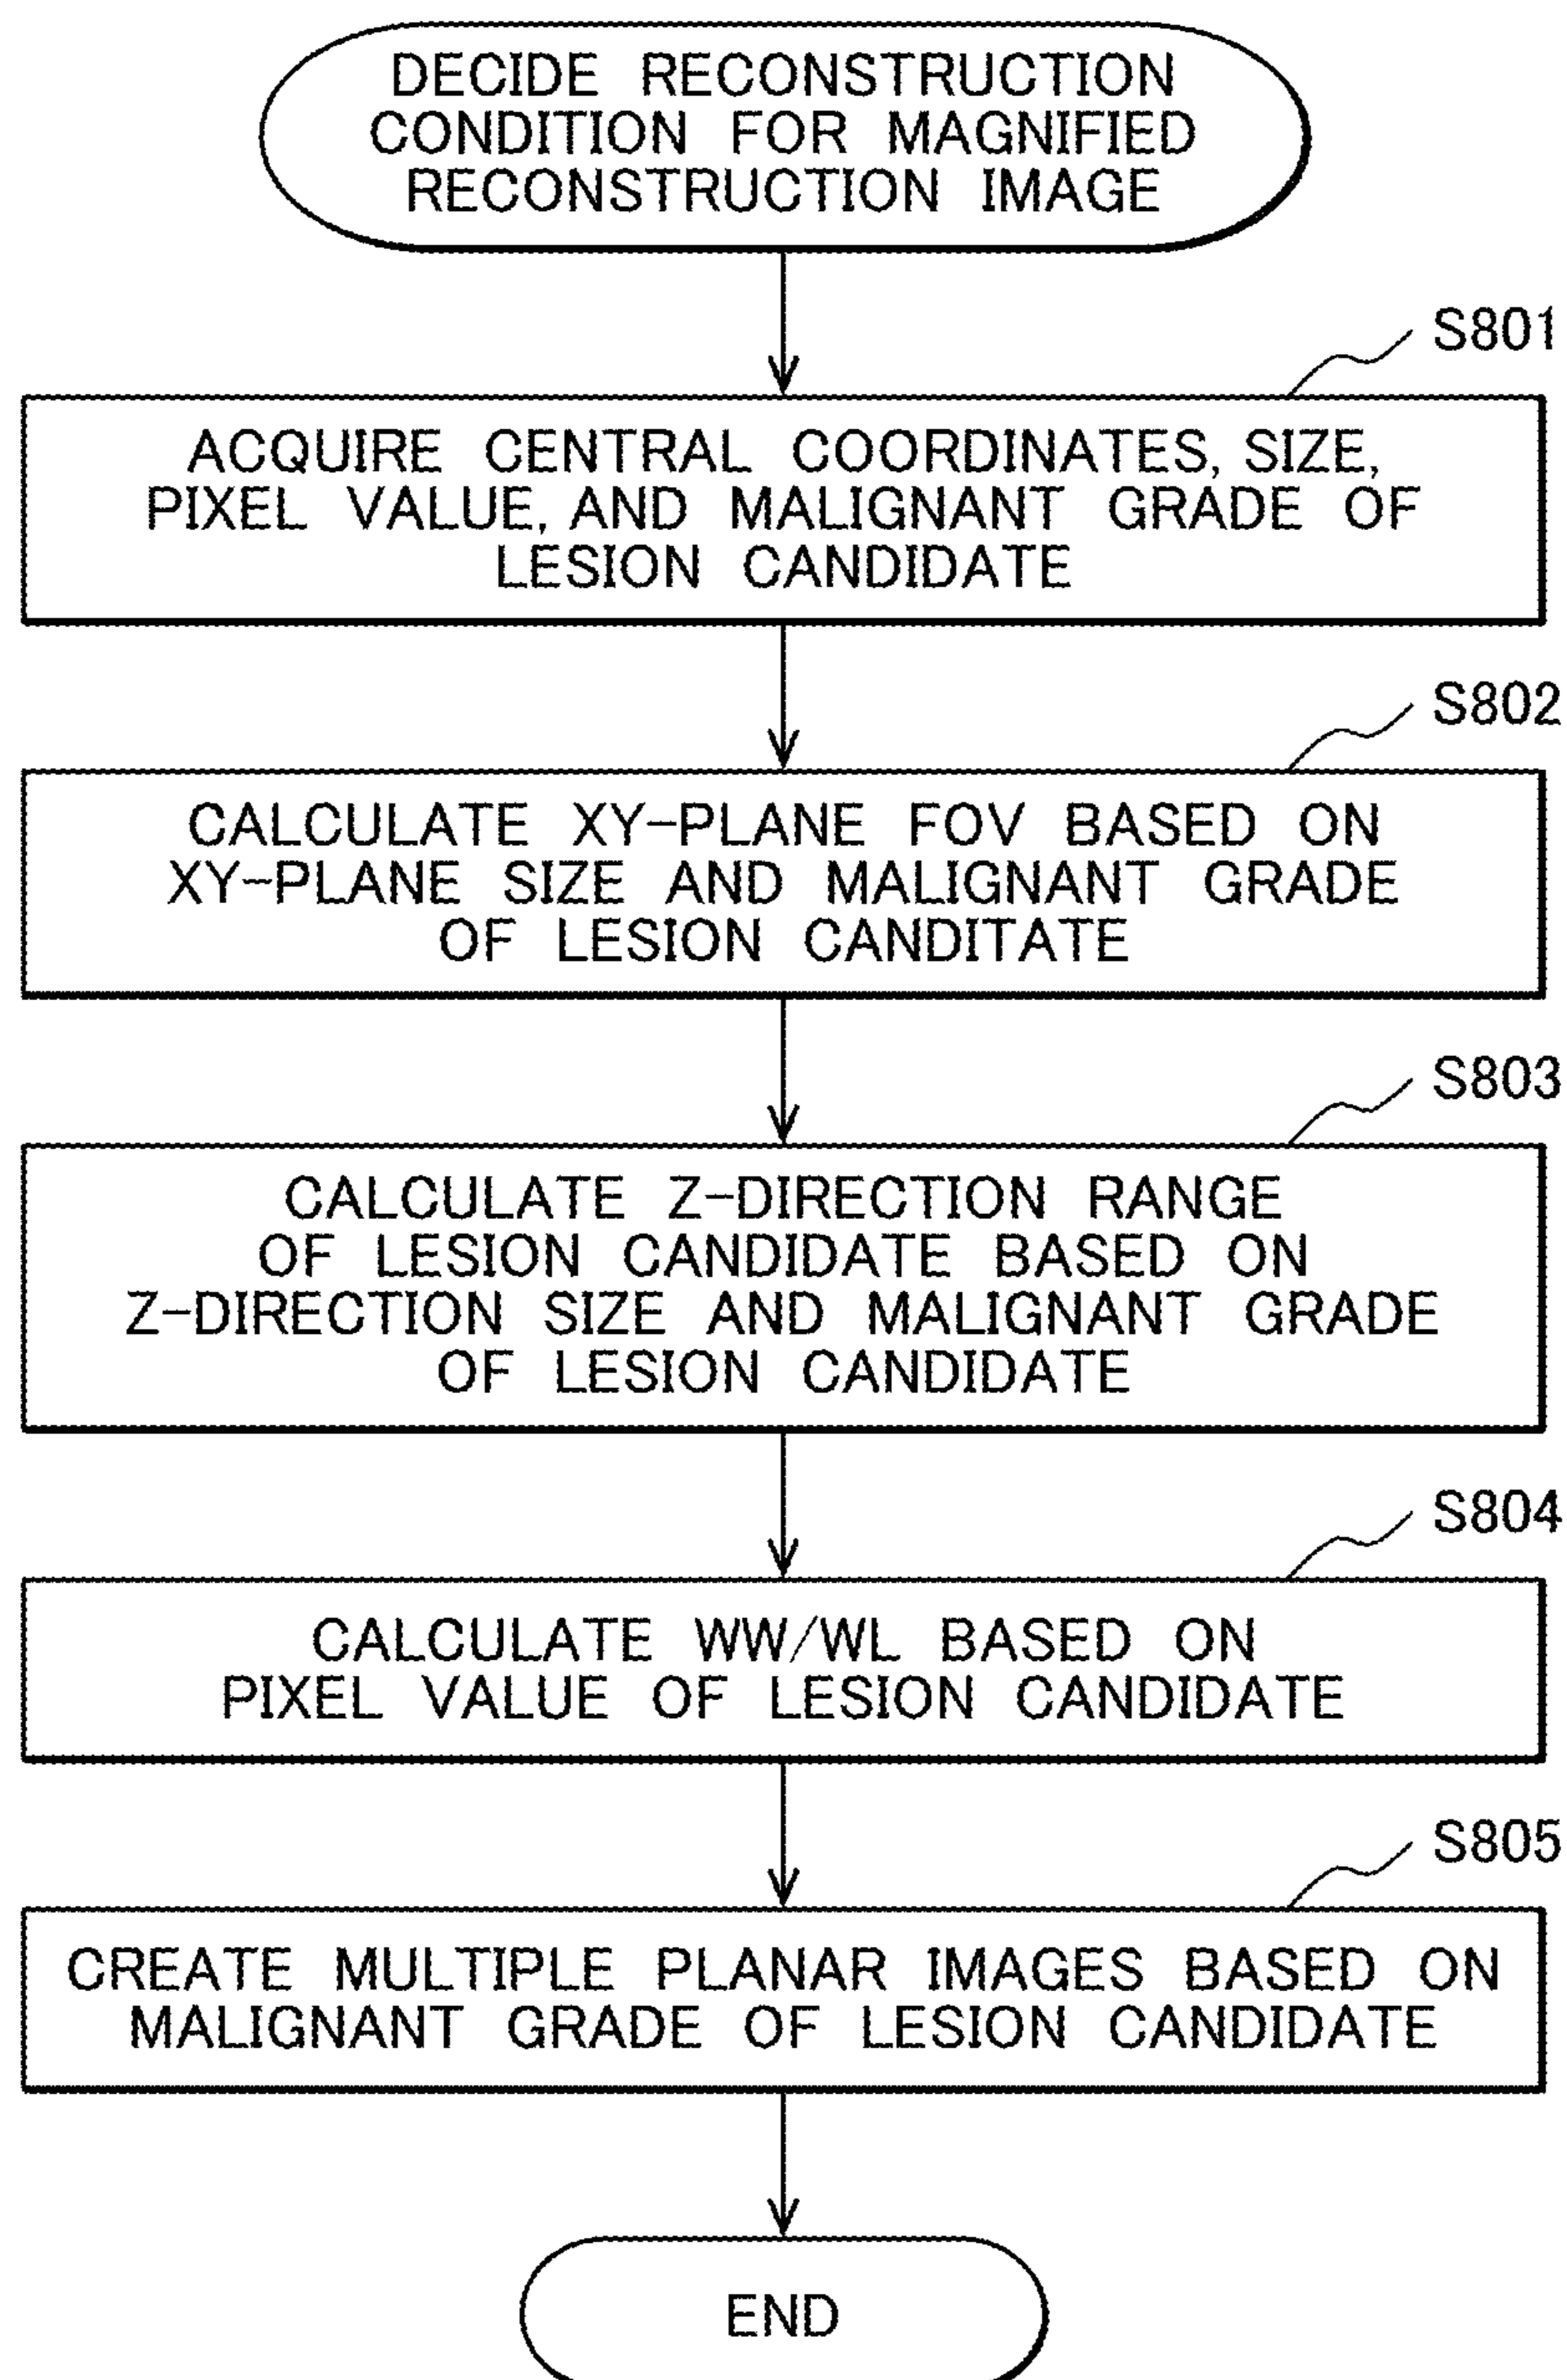 DECIDE RECONSTRUCTION
CONDITION FOR MAGNIFIED
RECONSTRUCTION IMAGE
S801
ACQUIRE CENTRAL COORDINATES, SIZE,
PIXEL VALUE, AND MALIGNANT GRADE OF
LESION CANDIDATE
S802
CALCULATE XY-PLANE FOV BASED ON
XY-PLANE SIZE AND MALIGNANT GRADE
OF LESION CANDITATE
S803
CALCULATE Z-DIRECTION RANGE
OF LESION CANDIDATE BASED ON
Z-DIRECTION SIZE AND MALIGNANT GRADE
OF LESION CANDIDATE
S804
CALCULATE WW/WL BASED ON
PIXEL VALUE OF LESION CANDIDATE
S805
CREATE MULTIPLE PLANAR IMAGES BASED ON
MALIGNANT GRADE OF LESION CANDIDATE
END